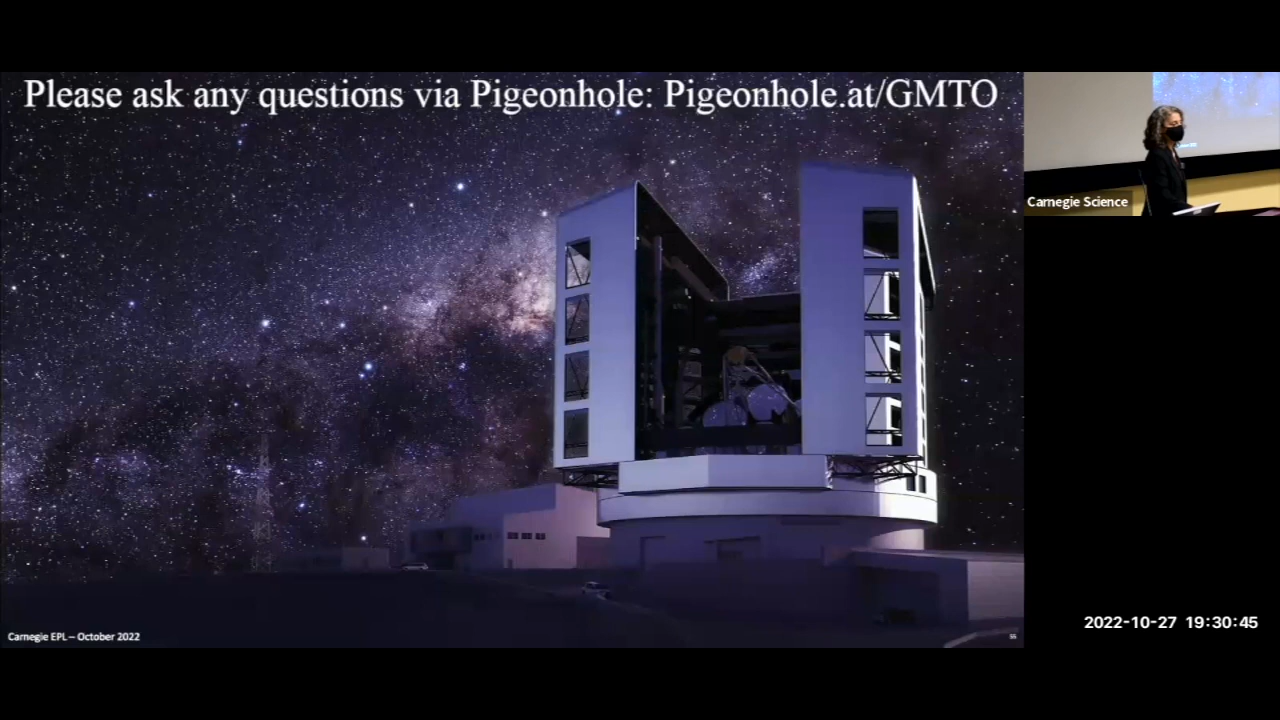 Please ask any questions via Pigeonhole: Pigeonhole.at/GMTO
Carnegie Science
2022-10-27 19:30:45
Carnegie EPL – October 2022
55